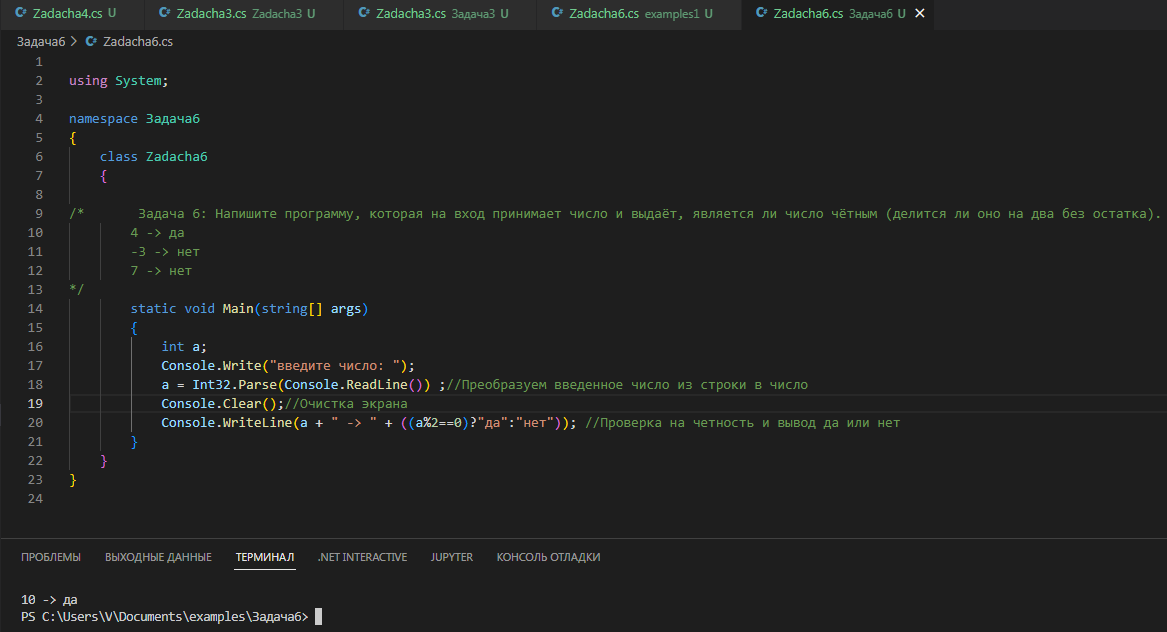 Zadacha4.cs U Zadacha3.cs Zadacha3 U Zadacha3.cs Задача3 U Zadacha6.cs examples1 U Zadacha6.cs Задача6 U
Задача6 > Zadacha6.cs
1
2 using System;
3
4 namespace Задача6
5 {
6 class Zadacha6
7 {
8
9 /* Задача 6: Напишите программу, которая на вход принимает число и выдаёт, является ли число чётным (делится ли оно на два без остатка).
10 4 -> да
11 -3 -> нет
12 7 -> нет
13 */
14 static void Main(string[] args)
15 {
16 int a;
17 Console.Write("введите число: ");
18 a = Int32.Parse(Console.ReadLine()) ;//Преобразуем введенное число из строки в число
19 Console.Clear();//Очистка экрана
20 Console.WriteLine(a + " -> " + ((a%2==0)?"да":"нет")); //Проверка на четность и вывод да или нет
21 }
22 }
23 }
24
ПРОБЛЕМЫ ВЫХОДНЫЕ ДАННЫЕ ТЕРМИНАЛ .NET INTERACTIVE JUPYTER КОНСОЛЬ ОТЛАДКИ
10 -> да
PS C:\Users\V\Documents\examples\Задача6>